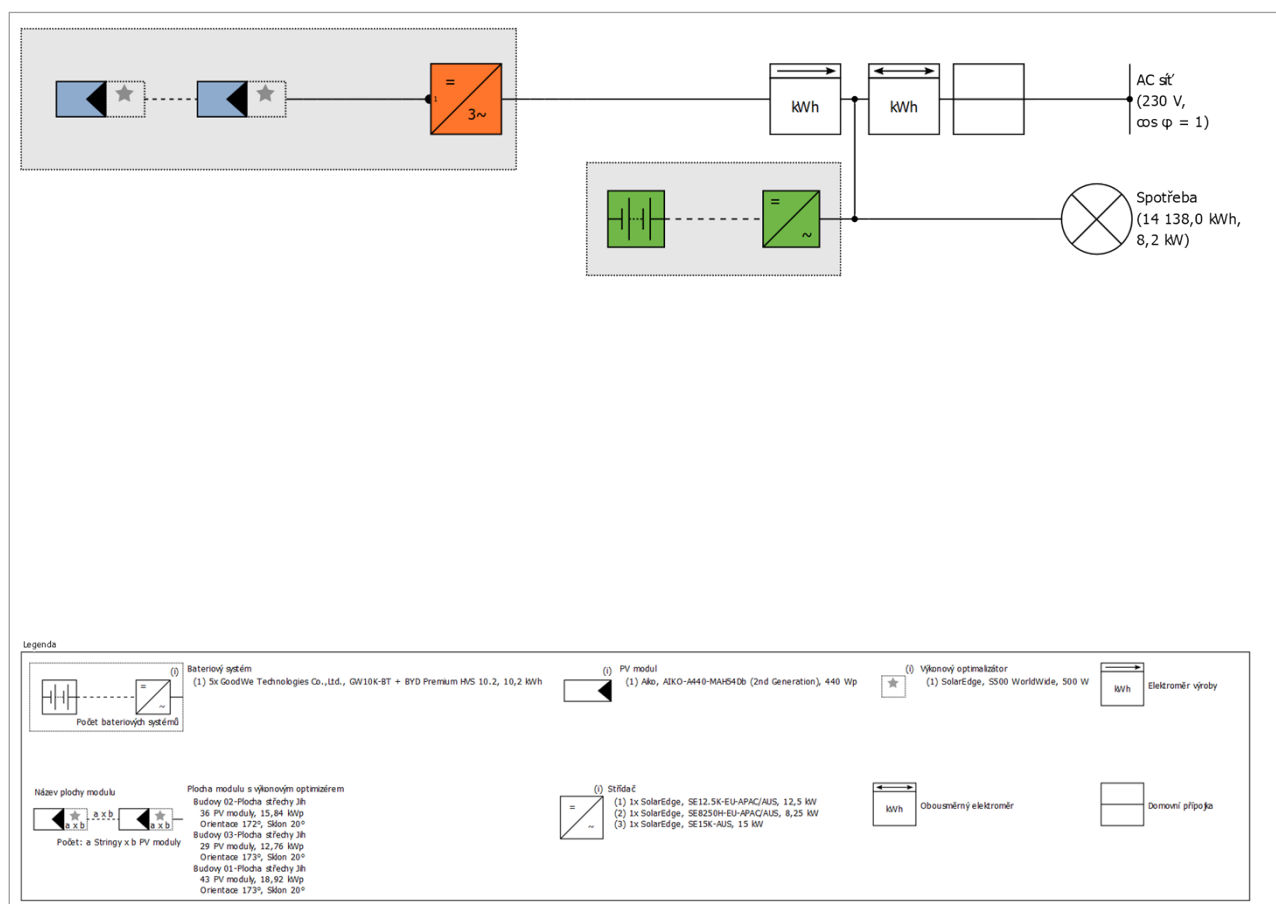 =
1
3~
kWh
kWh
AC síť
(230 V,
cos φ = 1)
=
~
Spotřeba
(14 138,0 kWh,
8,2 kW)
Legenda
(i)
Bateriový systém
(1) 5x GoodWe Technologies Co.,Ltd., GW10K-BT + BYD Premium HVS 10.2, 10,2 kWh
=
~
Počet bateriových systémů
(i)
PV modul
(1) Aiko, AIKO-A440-MAH54Db (2nd Generation), 440 Wp
(i)
Výkonový optimalizátor
(1) SolarEdge, S500 WorldWide, 500 W
kWh
Elektroměr výroby
Název plochy modulu
a x b
a x b
a x b
Počet: a Stringy x b PV moduly
Plocha modulu s výkonovým optimizérem
Budovy 02-Plocha střechy Jih
36 PV moduly, 15,84 kWp
Orientace 172°, Sklon 20°
Budovy 03-Plocha střechy Jih
29 PV moduly, 12,76 kWp
Orientace 173°, Sklon 20°
Budovy 01-Plocha střechy Jih
43 PV moduly, 18,92 kWp
Orientace 173°, Sklon 20°
=
~
(i)
Střídač
(1) 1x SolarEdge, SE12.5K-EU-APAC/AUS, 12,5 kW
(2) 1x SolarEdge, SE8250H-EU-APAC/AUS, 8,25 kW
(3) 1x SolarEdge, SE15K-AUS, 15 kW
kWh
Obousměrný elektroměr
Domovní přípojka